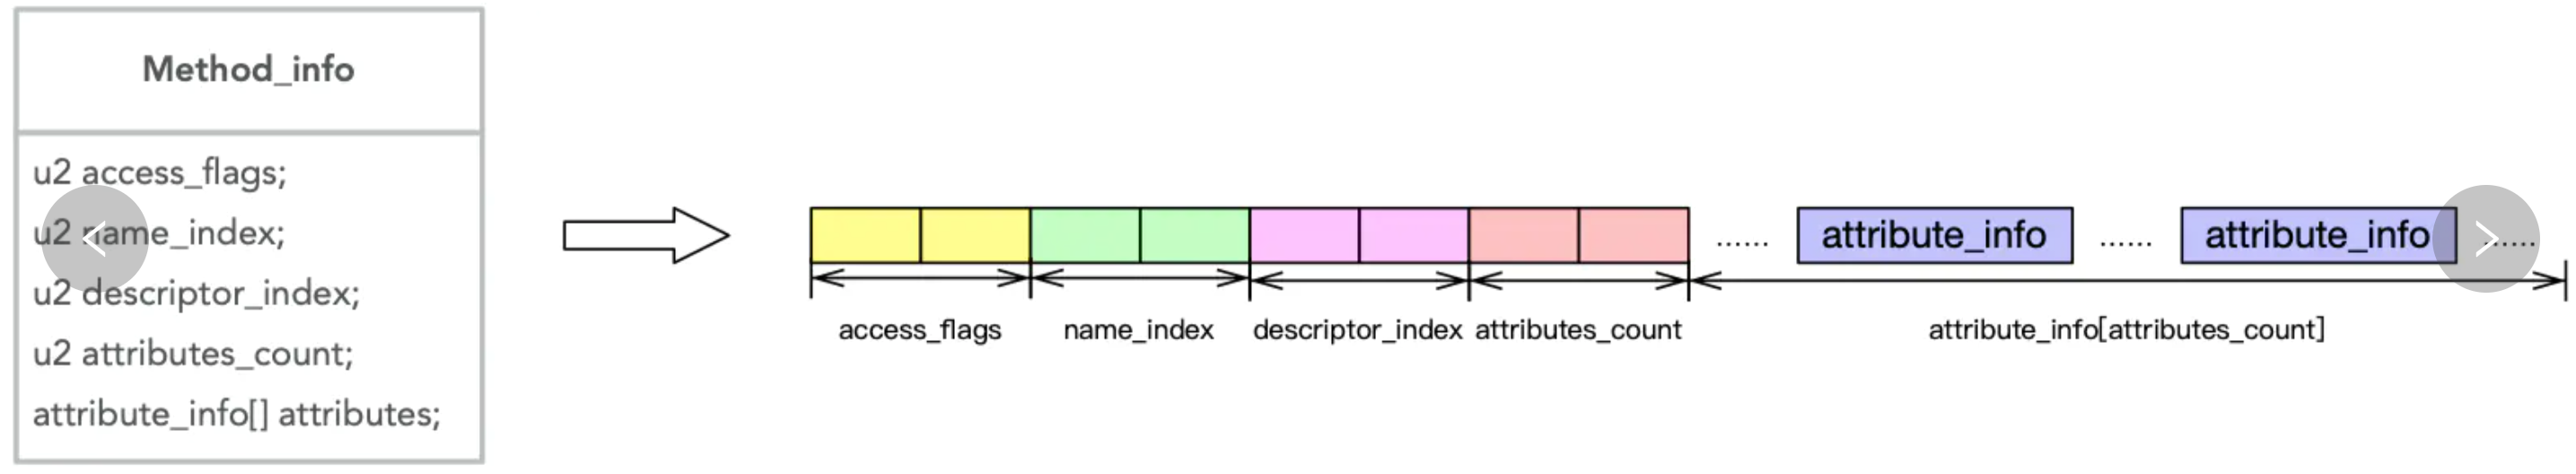 Method_info
u2 access_flags;
u2 name_index;
u2 descriptor_index;
u2 attributes_count;
attribute_info[] attributes;
...... attribute_info ...... attribute_info ......
access_flags name_index descriptor_index attributes_count attribute_info[attributes_count]